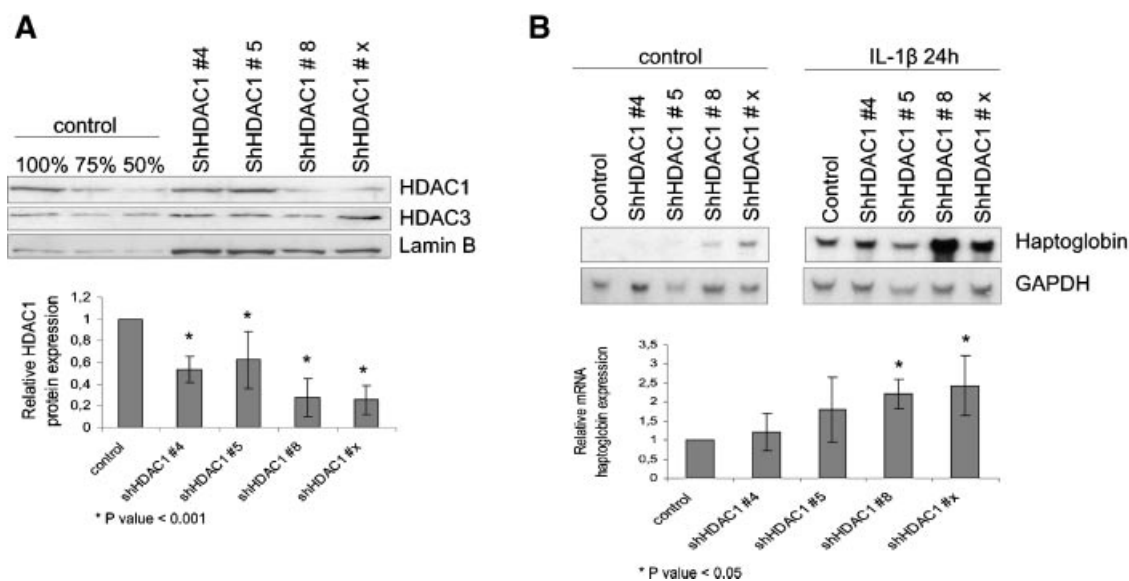 A
control
100% 75% 50%
ShHDAC1 #4
ShHDAC1 # 5
ShHDAC1 # 8
ShHDAC1 # x
HDAC1
HDAC3
Lamin B
Relative HDAC1
protein expression
1,2
1
0,8
0,6
0,4
0,2
0
*
*
*
*
control
shHDAC1 #4
shHDAC1 #5
shHDAC1 #8
shHDAC1 #x
* P value < 0.001
B
control
IL-1β 24h
Control
ShHDAC1 #4
ShHDAC1 # 5
ShHDAC1 # 8
ShHDAC1 # x
Control
ShHDAC1 #4
ShHDAC1 # 5
ShHDAC1 # 8
ShHDAC1 # x
Haptoglobin
GAPDH
Relative mRNA
haptoglobin expression
3,5
3
2,5
2
1,5
1
0,5
0
*
*
control
shHDAC1 #4
shHDAC1 #5
shHDAC1 #8
shHDAC1 #x
* P value < 0.05